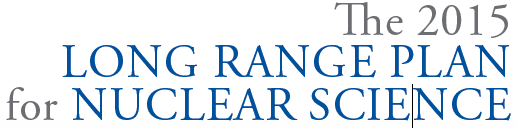 The 2015
LONG RANGE PLAN
for NUCLEAR SCIENCE